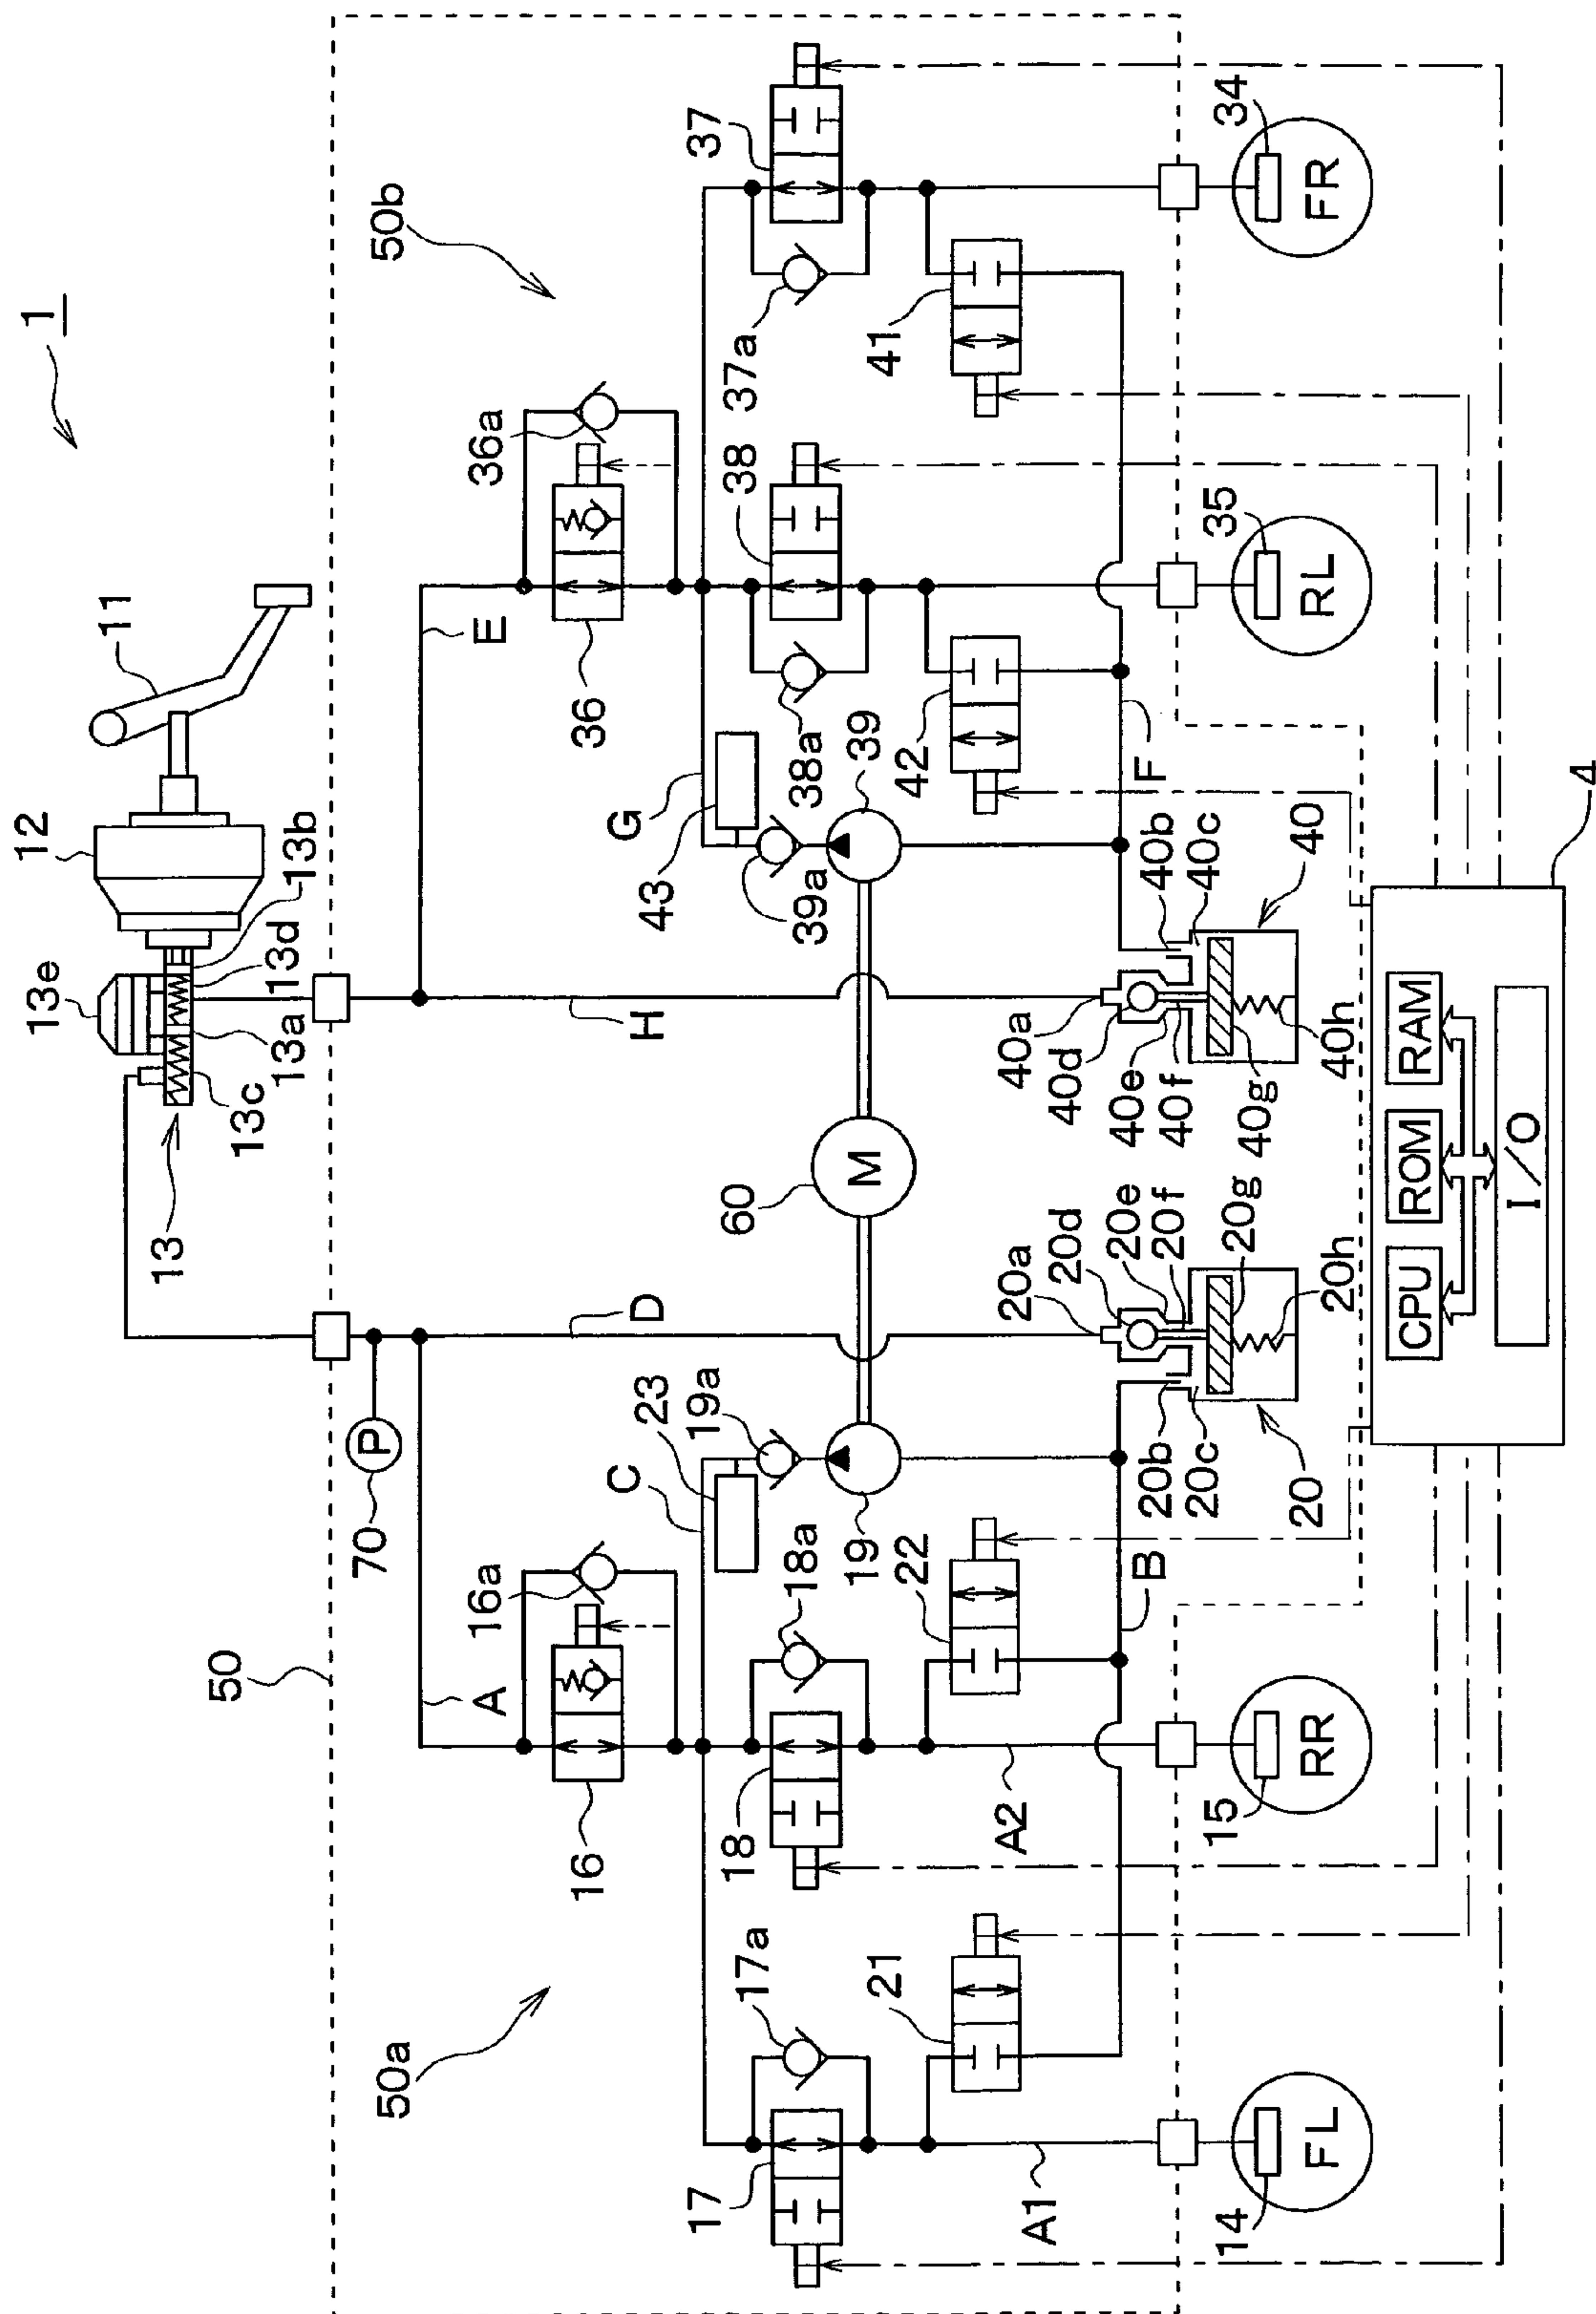 1
11
12
13e
13b
13d
13a
13c
13
50
50a
50b
70
P
A
D
H
E
16
16a
36
36a
C
23
19a
G
43
39a
17
17a
18
18a
19
60
M
39
38
38a
37
37a
21
22
42
41
A1
A2
B
F
20a
20d
20e
20f
20g
20h
20b
20c
20
40a
40d
40e
40f
40g
40h
40b
40c
40
14
FL
15
RR
35
RL
34
FR
4
CPU
ROM
RAM
I/O